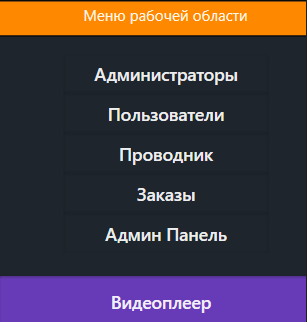 Меню рабочей области
Администраторы
Пользователи
Проводник
Заказы
Админ Панель
Видеоплеер